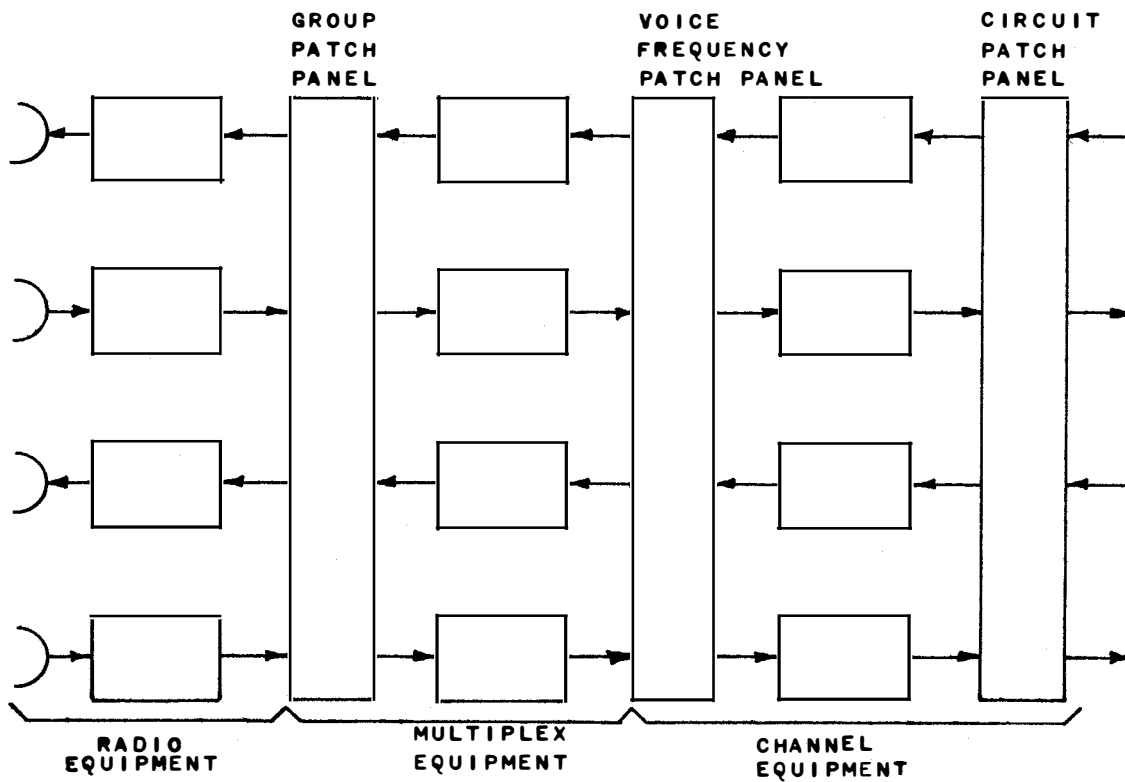 GROUP
PATCH
PANEL
VOICE
FREQUENCY
PATCH PANEL
CIRCUIT
PATCH
PANEL
RADIO
EQUIPMENT
MULTIPLEX
EQUIPMENT
CHANNEL
EQUIPMENT